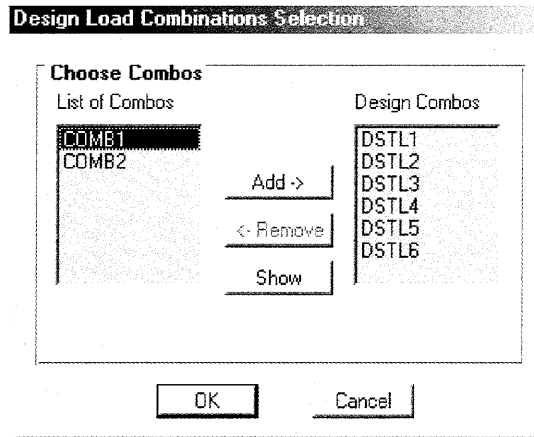 Design Load Combinations Selection
Choose Combos
List of Combos
Design Combos
COMB1
COMB2
DSTL1
DSTL2
DSTL3
DSTL4
DSTL5
DSTL6
Add ->
<- Remove
Show
OK
Cancel